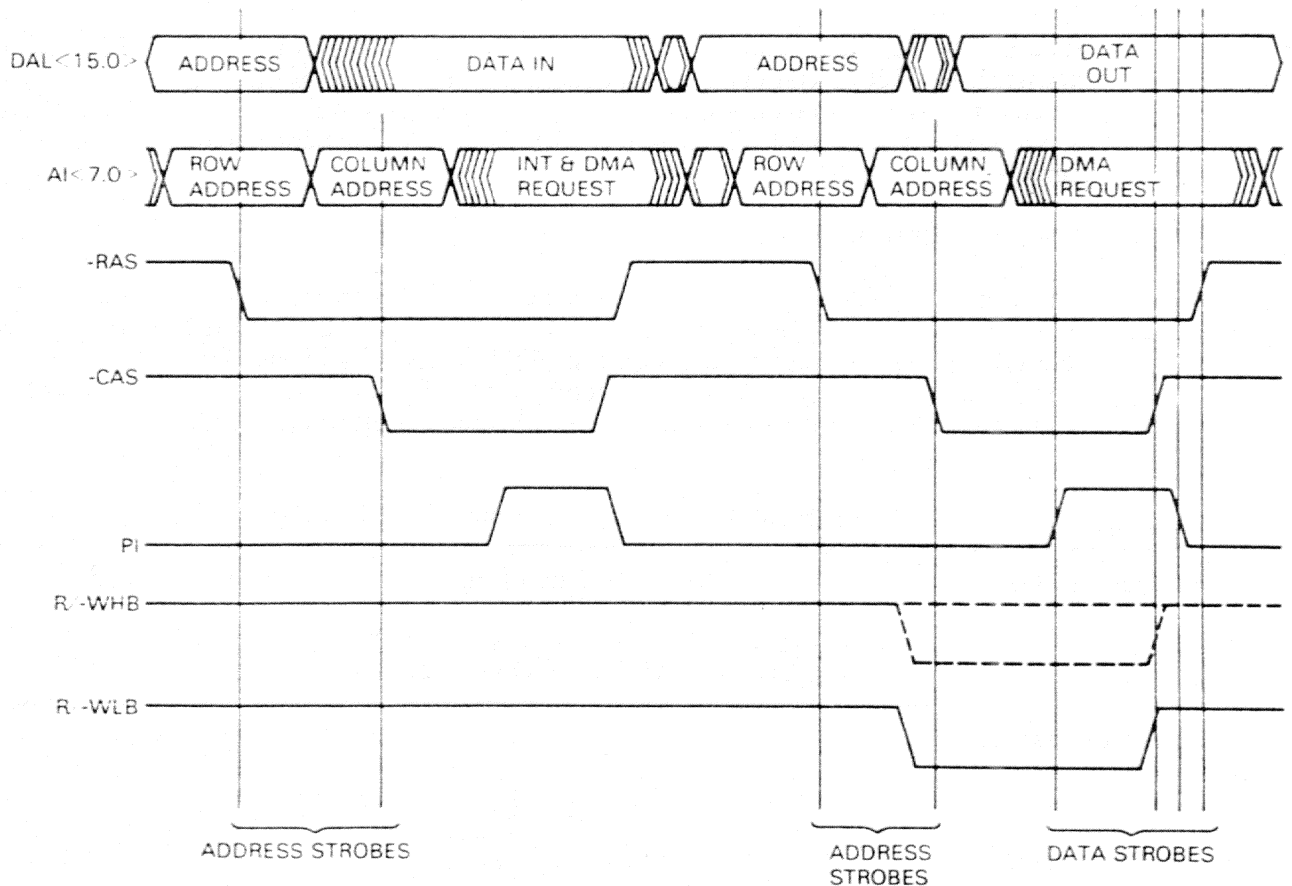 DAL<15:0> ADDRESS DATA IN ADDRESS DATA OUT
AI<7:0> ROW ADDRESS COLUMN ADDRESS INT & DMA REQUEST ROW ADDRESS COLUMN ADDRESS DMA REQUEST
-RAS
-CAS
PI
R/-WHB
R/-WLB
ADDRESS STROBES
ADDRESS STROBES
DATA STROBES